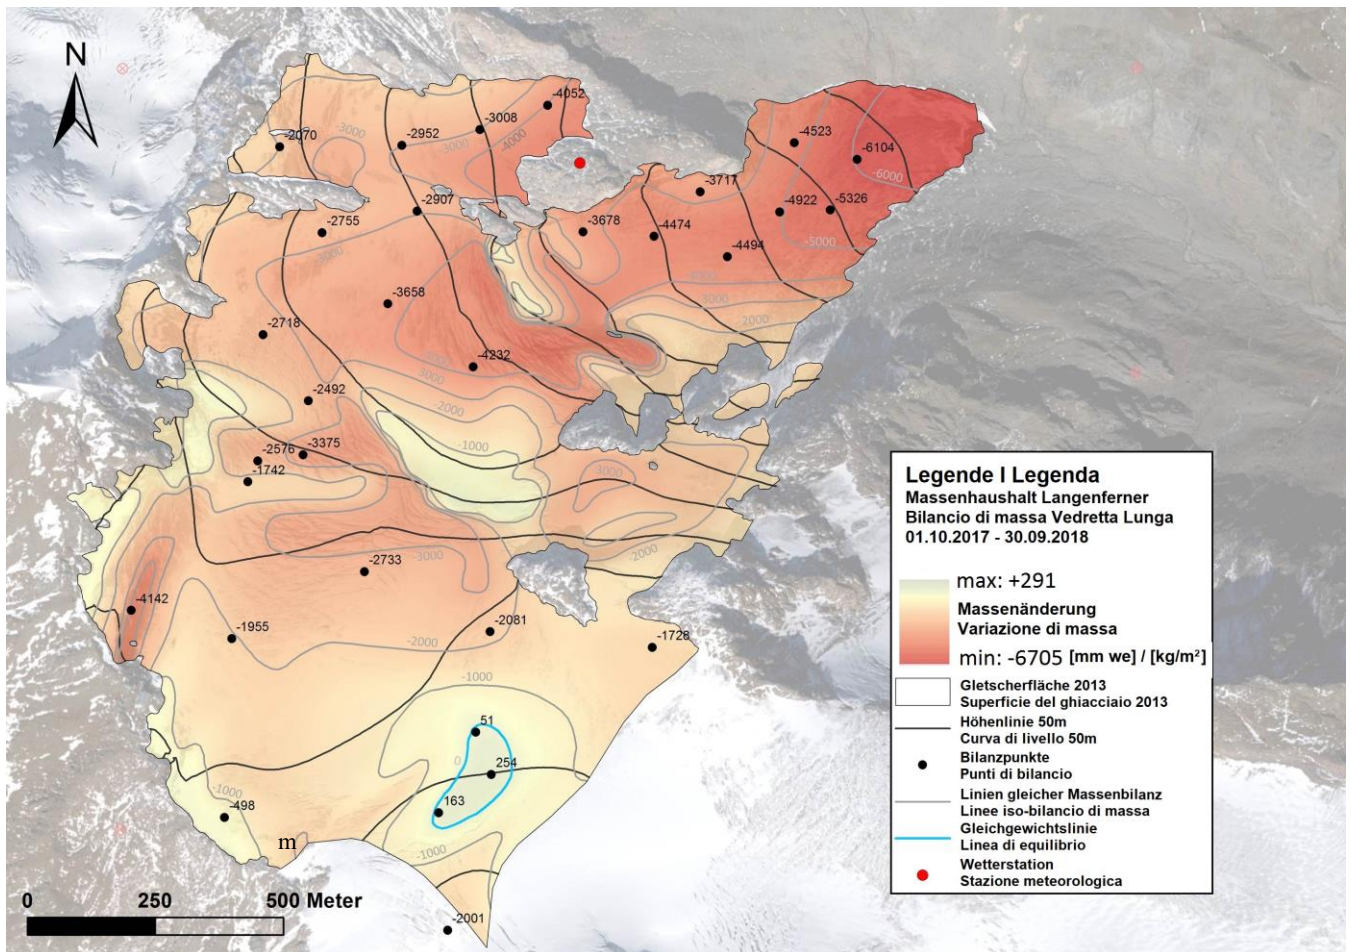 N
-4052
-3008
-2952
-2070
-3000
3000
-4000
-4523
-6104
-6000
-3717
-4922
-5326
-5000
-2907
-2755
-3000
-3678
-4474
-4494
-4000
3000
2000
-3658
-2718
-4232
3000
-2000
-2492
-1000
-3375
-2576
-1742
3000
-2000
-3000
-2733
-4142
-1955
-2081
-2000
-1728
-1000
51
0
254
163
-1000
-498
m
-1000
-2001
0 250 500 Meter
Legende I Legenda
Massenhaushalt Langenferner
Bilancio di massa Vedretta Lunga
01.10.2017 - 30.09.2018
max: +291
Massenänderung
Variazione di massa
min: -6705 [mm we] / [kg/m²]
Gletscherfläche 2013
Superficie del ghiacciaio 2013
Höhenlinie 50m
Curva di livello 50m
Bilanzpunkte
Punti di bilancio
Linien gleicher Massenbilanz
Linee iso-bilancio di massa
Gleichgewichtslinie
Linea di equilibrio
Wetterstation
Stazione meteorologica